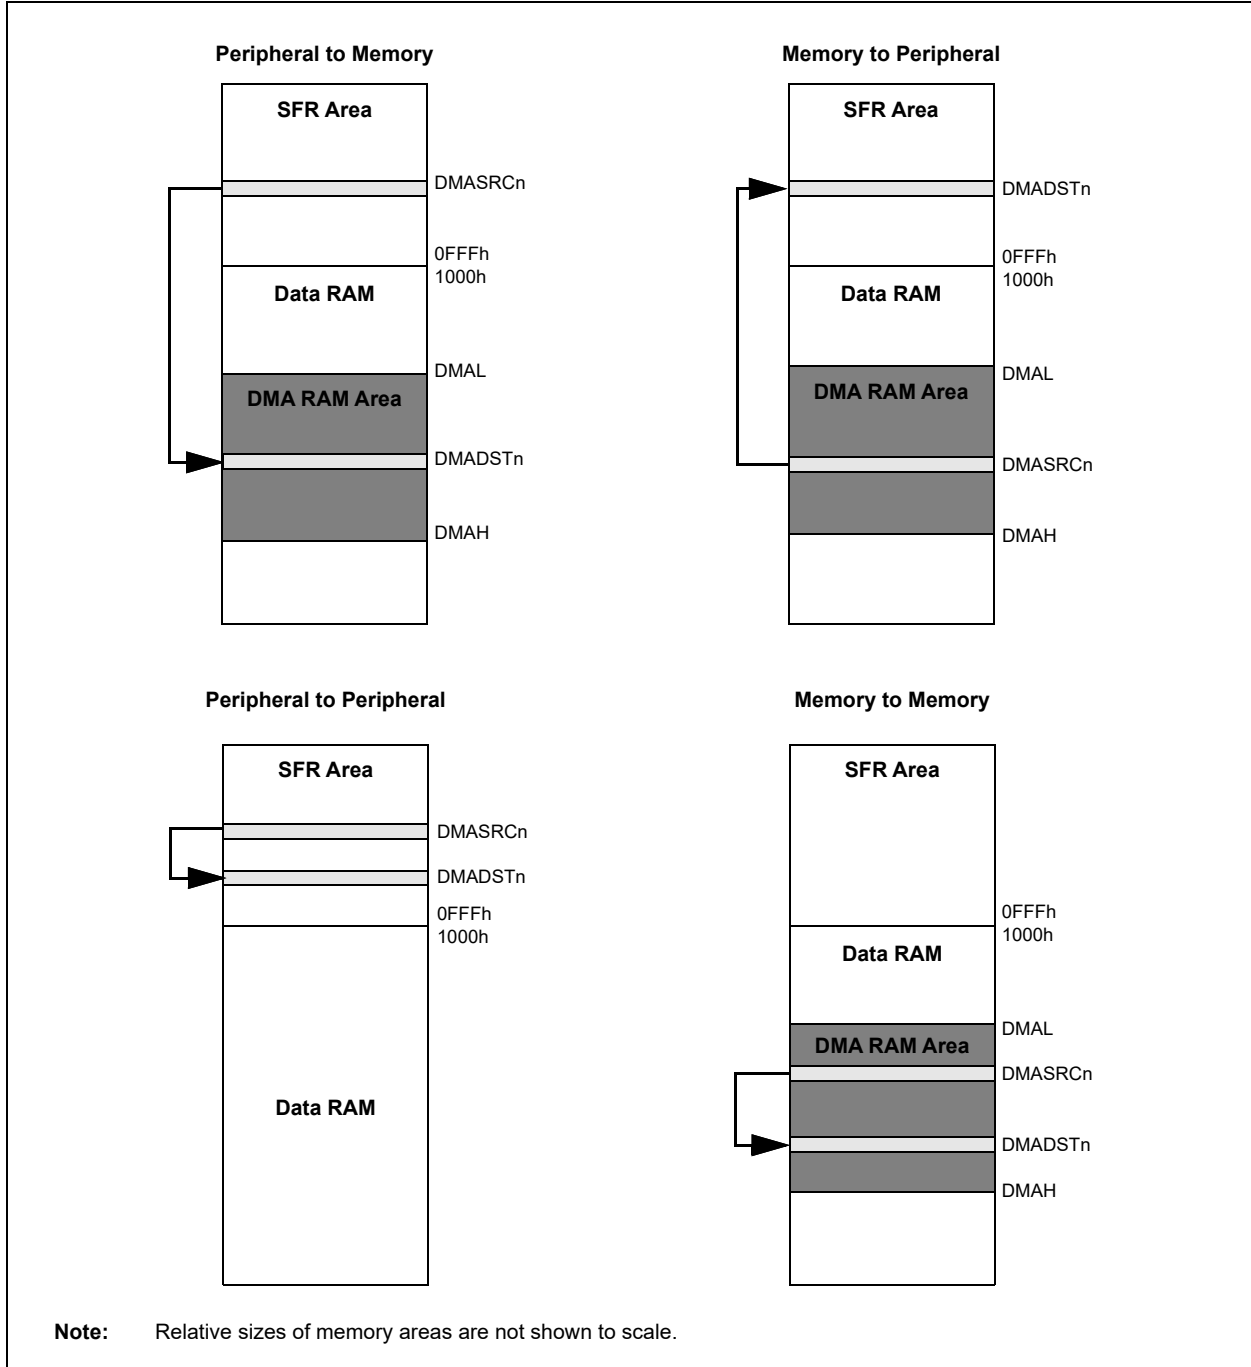 Peripheral to Memory
SFR Area
DMASRCn
0FFFh
1000h
Data RAM
DMAL
DMA RAM Area
DMADSTn
DMAH
Memory to Peripheral
SFR Area
DMADSTn
0FFFh
1000h
Data RAM
DMAL
DMA RAM Area
DMASRCn
DMAH
Peripheral to Peripheral
SFR Area
DMASRCn
DMADSTn
0FFFh
1000h
Data RAM
Memory to Memory
SFR Area
0FFFh
1000h
Data RAM
DMAL
DMA RAM Area
DMASRCn
DMADSTn
DMAH
Note: Relative sizes of memory areas are not shown to scale.